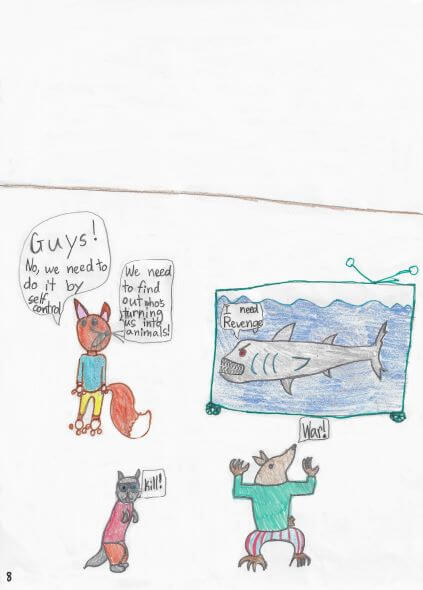 Guys!
No, we need to
do it by
self
control
We need
to find
out who's
turning
us into
animals!
I need
Revenge
War!
kill!
8